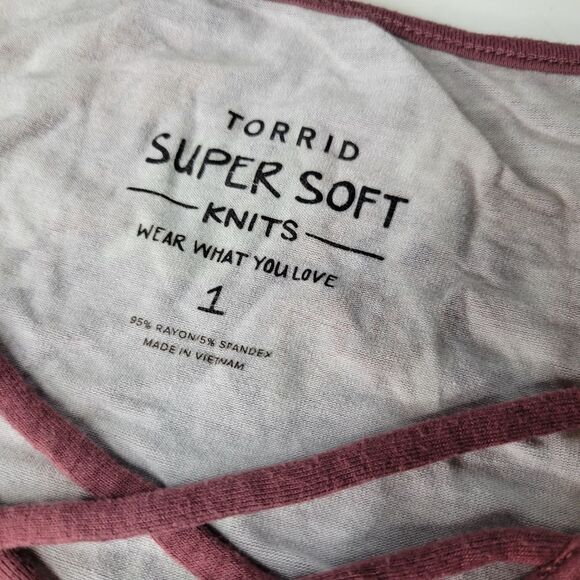 TORRID
SUPER SOFT
KNITS
WEAR WHAT YOU LOVE
1
95% RAYON/5% SPANDEX
MADE IN VIETNAM